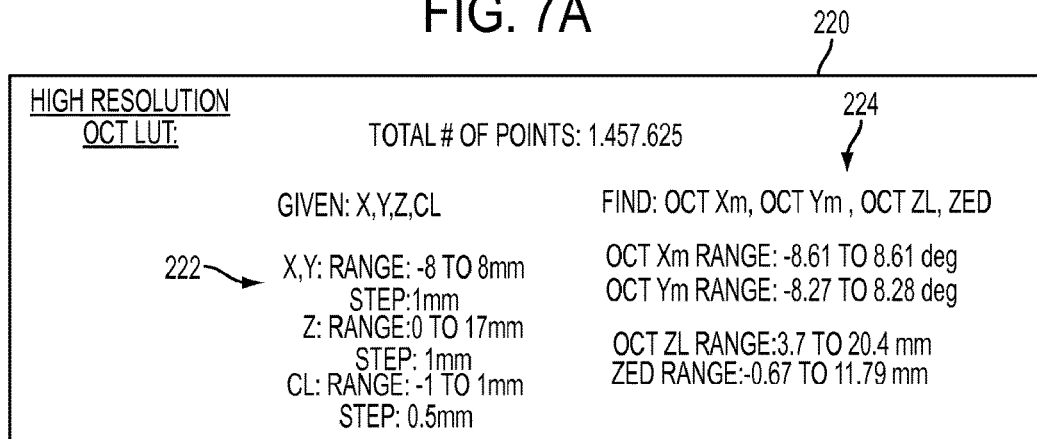 FIG. 7A
220
HIGH RESOLUTION
OCT LUT:
TOTAL # OF POINTS: 1.457.625
224
GIVEN: X,Y,Z,CL
FIND: OCT Xm, OCT Ym , OCT ZL, ZED
222
X,Y: RANGE: -8 TO 8mm
STEP:1mm
Z: RANGE:0 TO 17mm
STEP: 1mm
CL: RANGE: -1 TO 1mm
STEP: 0.5mm
OCT Xm RANGE: -8.61 TO 8.61 deg
OCT Ym RANGE: -8.27 TO 8.28 deg
OCT ZL RANGE:3.7 TO 20.4 mm
ZED RANGE:-0.67 TO 11.79 mm